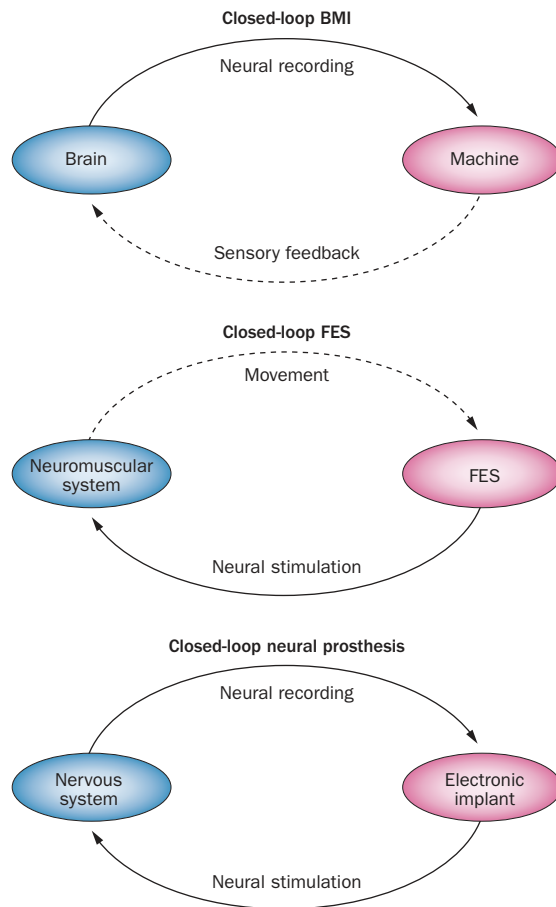 Closed-loop BMI
Neural recording
Brain
Machine
Sensory feedback
Closed-loop FES
Movement
Neuromuscular
system
FES
Neural stimulation
Closed-loop neural prosthesis
Neural recording
Nervous
system
Electronic
implant
Neural stimulation